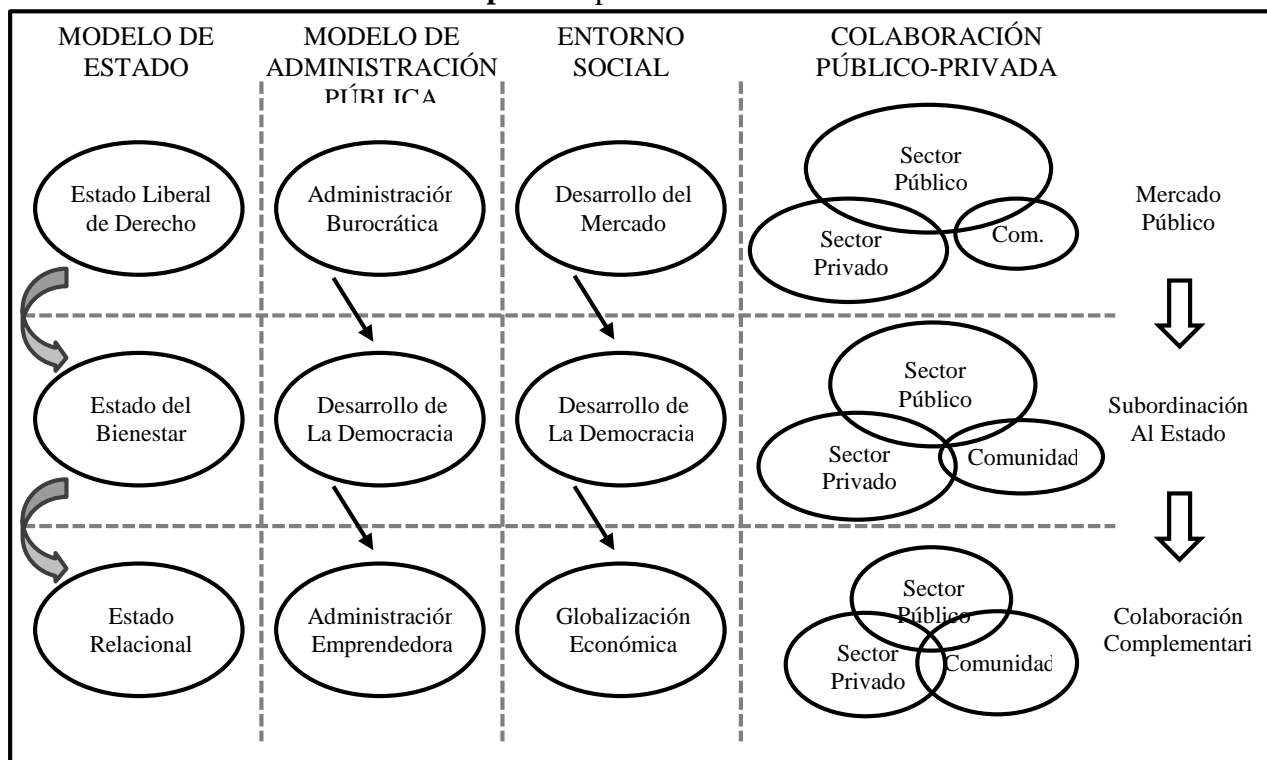 MODELO DE
ESTADO
MODELO DE
ADMINISTRACIÓN
PÚBLICA
ENTORNO
SOCIAL
COLABORACIÓN
PÚBLICO-PRIVADA
Estado Liberal
de Derecho
Administración
Burocrática
Desarrollo del
Mercado
Sector
Público
Sector
Privado
Com.
Mercado
Público
Estado del
Bienestar
Desarrollo de
La Democracia
Desarrollo de
La Democracia
Sector
Público
Sector
Privado
Comunidad
Subordinación
Al Estado
Estado
Relacional
Administración
Emprendedora
Globalización
Económica
Sector
Público
Sector
Privado
Comunidad
Colaboración
Complementari